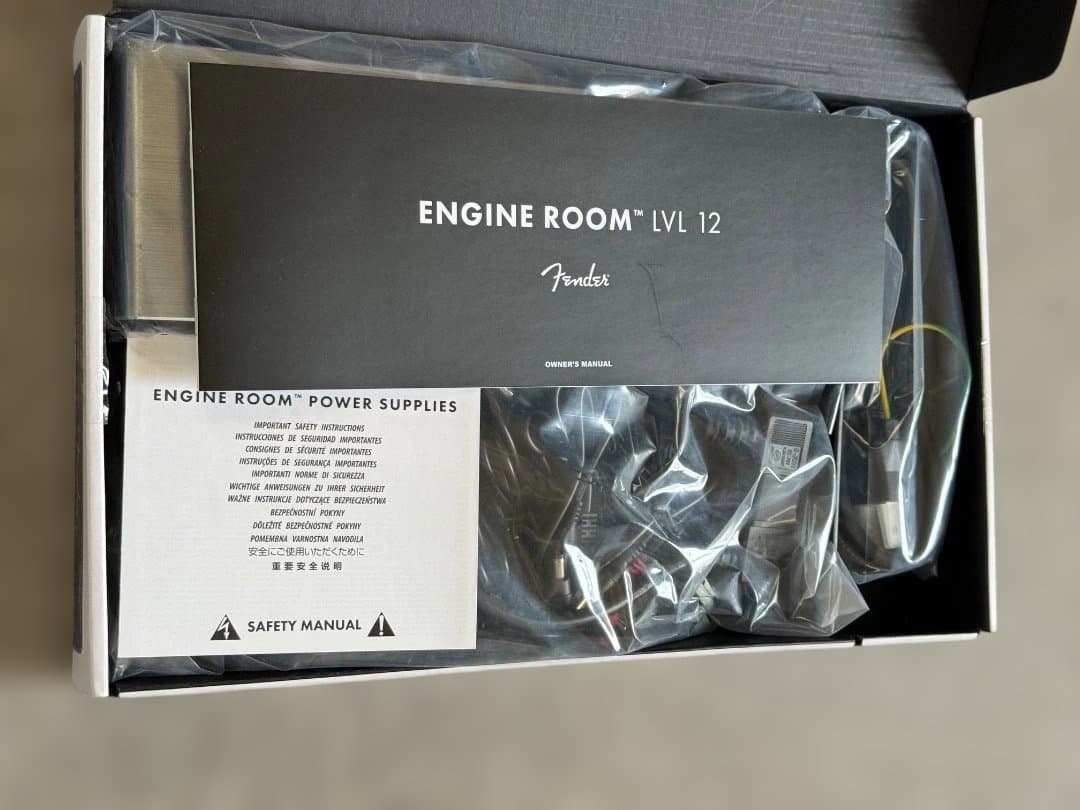 ENGINE ROOM™ LVL 12
Fender
OWNER'S MANUAL
ENGINE ROOM™ POWER SUPPLIES
IMPORTANT SAFETY INSTRUCTIONS
INSTRUCCIONES DE SEGURIDAD IMPORTANTES
CONSIGNES DE SÉCURITÉ IMPORTANTES
INSTRUÇÕES DE SEGURANÇA IMPORTANTES
IMPORTANTI NORME DI SICUREZZA
WICHTIGE ANWEISUNGEN ZU IHRER SICHERHEIT
WAŻNE INSTRUKCJE DOTYCZĄCE BEZPIECZEŃSTWA
BEZPEČNOSTNÍ POKYNY
DÔLEŽITÉ BEZPEČNOSTNÉ POKYNY
POMEMBNA VARNOSTNA NAVODILA
安全にご使用いただくために
重要安全说明
SAFETY MANUAL